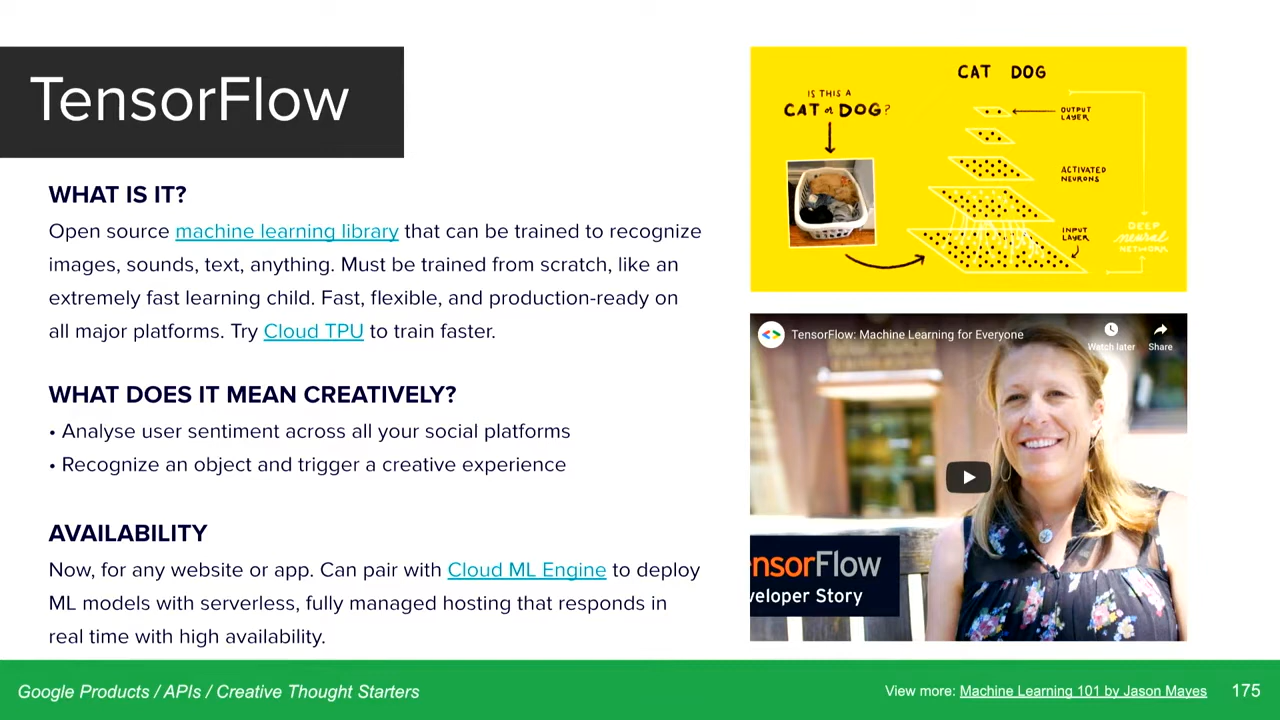 TensorFlow
WHAT IS IT?
Open source machine learning library that can be trained to recognize
images, sounds, text, anything. Must be trained from scratch, like an
extremely fast learning child. Fast, flexible, and production-ready on
all major platforms. Try Cloud TPU to train faster.
WHAT DOES IT MEAN CREATIVELY?
• Analyse user sentiment across all your social platforms
• Recognize an object and trigger a creative experience
AVAILABILITY
Now, for any website or app. Can pair with Cloud ML Engine to deploy
ML models with serverless, fully managed hosting that responds in
real time with high availability.
CAT DOG
IS THIS A
CAT or DOG?
OUTPUT
LAYER
ACTIVATED
NEURONS
INPUT
LAYER
DEEP
neural
NETWORK
TensorFlow: Machine Learning for Everyone
Watch later
Share
ensorFlow
veloper Story
Google Products / APIs / Creative Thought Starters
View more: Machine Learning 101 by Jason Mayes
175